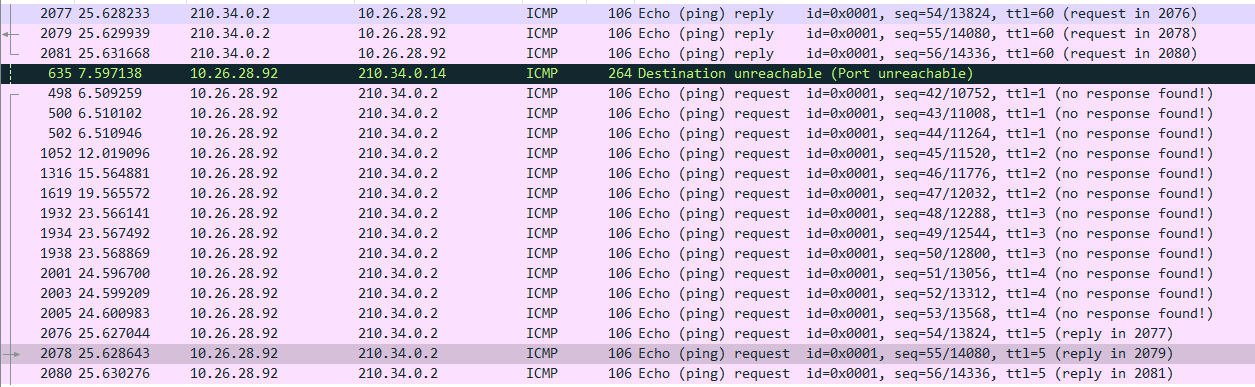 2077 25.628233 210.34.0.2 10.26.28.92 ICMP 106 Echo (ping) reply id=0x0001, seq=54/13824, ttl=60 (request in 2076)
2079 25.629939 210.34.0.2 10.26.28.92 ICMP 106 Echo (ping) reply id=0x0001, seq=55/14080, ttl=60 (request in 2078)
2081 25.631668 210.34.0.2 10.26.28.92 ICMP 106 Echo (ping) reply id=0x0001, seq=56/14336, ttl=60 (request in 2080)
635 7.597138 10.26.28.92 210.34.0.14 ICMP 264 Destination unreachable (Port unreachable)
498 6.509259 10.26.28.92 210.34.0.2 ICMP 106 Echo (ping) request id=0x0001, seq=42/10752, ttl=1 (no response found!)
500 6.510102 10.26.28.92 210.34.0.2 ICMP 106 Echo (ping) request id=0x0001, seq=43/11008, ttl=1 (no response found!)
502 6.510946 10.26.28.92 210.34.0.2 ICMP 106 Echo (ping) request id=0x0001, seq=44/11264, ttl=1 (no response found!)
1052 12.019096 10.26.28.92 210.34.0.2 ICMP 106 Echo (ping) request id=0x0001, seq=45/11520, ttl=2 (no response found!)
1316 15.564881 10.26.28.92 210.34.0.2 ICMP 106 Echo (ping) request id=0x0001, seq=46/11776, ttl=2 (no response found!)
1619 19.565572 10.26.28.92 210.34.0.2 ICMP 106 Echo (ping) request id=0x0001, seq=47/12032, ttl=2 (no response found!)
1932 23.566141 10.26.28.92 210.34.0.2 ICMP 106 Echo (ping) request id=0x0001, seq=48/12288, ttl=3 (no response found!)
1934 23.567492 10.26.28.92 210.34.0.2 ICMP 106 Echo (ping) request id=0x0001, seq=49/12544, ttl=3 (no response found!)
1938 23.568869 10.26.28.92 210.34.0.2 ICMP 106 Echo (ping) request id=0x0001, seq=50/12800, ttl=3 (no response found!)
2001 24.596700 10.26.28.92 210.34.0.2 ICMP 106 Echo (ping) request id=0x0001, seq=51/13056, ttl=4 (no response found!)
2003 24.599209 10.26.28.92 210.34.0.2 ICMP 106 Echo (ping) request id=0x0001, seq=52/13312, ttl=4 (no response found!)
2005 24.600983 10.26.28.92 210.34.0.2 ICMP 106 Echo (ping) request id=0x0001, seq=53/13568, ttl=4 (no response found!)
2076 25.627044 10.26.28.92 210.34.0.2 ICMP 106 Echo (ping) request id=0x0001, seq=54/13824, ttl=5 (reply in 2077)
2078 25.628643 10.26.28.92 210.34.0.2 ICMP 106 Echo (ping) request id=0x0001, seq=55/14080, ttl=5 (reply in 2079)
2080 25.630276 10.26.28.92 210.34.0.2 ICMP 106 Echo (ping) request id=0x0001, seq=56/14336, ttl=5 (reply in 2081)